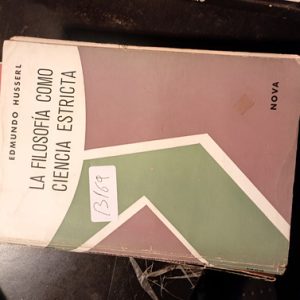 EDMUNDO HUSSERL
LA FILOSOFÍA COMO
CIENCIA ESTRICTA
13169
NOVA